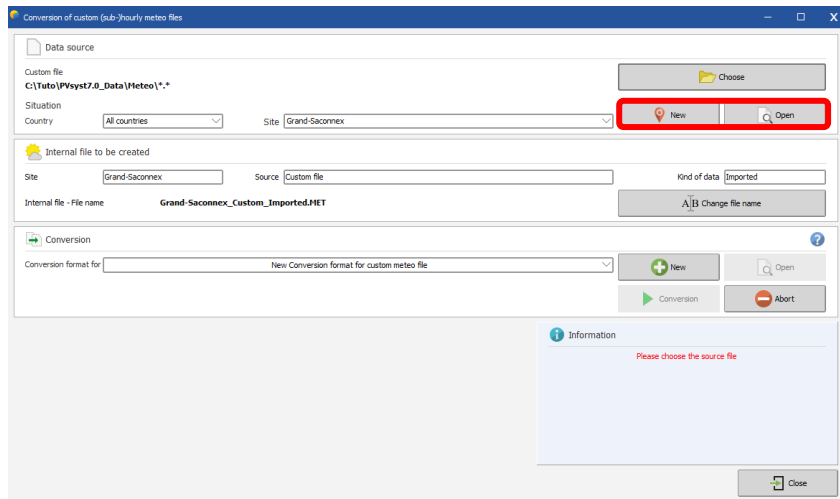 Conversion of custom (sub-)hourly meteo files
Data source
Custom file
C:\Tuto\PVsyst7.0_Data\Meteo\*.*
Choose
Situation
Country All countries Site Grand-Saconnex New Open
Internal file to be created
Site Grand-Saconnex Source Custom file Kind of data Imported
Internal file - File name Grand-Saconnex_Custom_Imported.MET A B Change file name
Conversion ?
Conversion format for New Conversion format for custom meteo file New Open
Conversion Abort
i Information
Please choose the source file
Close